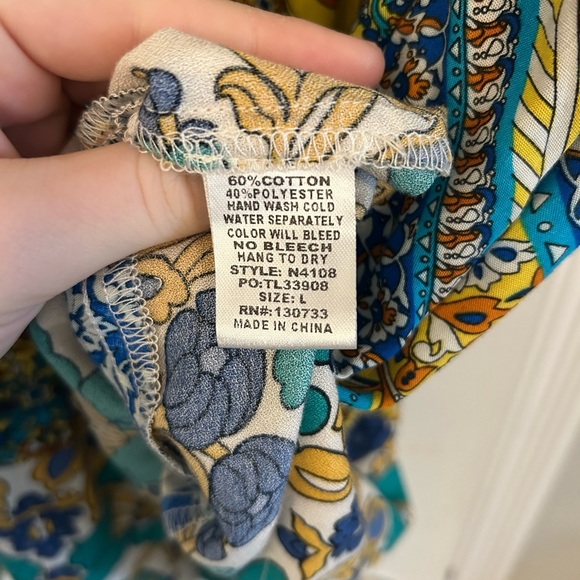 60%COTTON
40%POLYESTER
HAND WASH COLD
WATER SEPARATELY
COLOR WILL BLEED
NO BLEECH
HANG TO DRY
STYLE: N4108
PO:TL33908
SIZE: L
RN#:130733
MADE IN CHINA